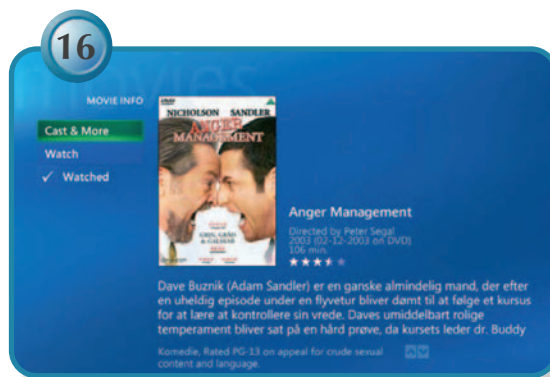 16
movies
MOVIE INFO
Cast & More
Watch
✓ Watched
NICHOLSON SANDLER
ANGER
MANAGEMENT
GRIN, GRÅD
& GALSKAB
Anger Management
Directed by Peter Segal
2003 (02-12-2003 on DVD)
106 min.
Dave Buznik (Adam Sandler) er en ganske almindelig mand, der efter
en uheldig episode under en flyvetur bliver dømt til at følge et kursus
for at lære at kontrollere sin vrede. Daves umiddelbart rolige
temperament bliver sat på en hård prøve, da kursets leder dr. Buddy
Komedie, Rated PG-13 on appeal for crude sexual
content and language.